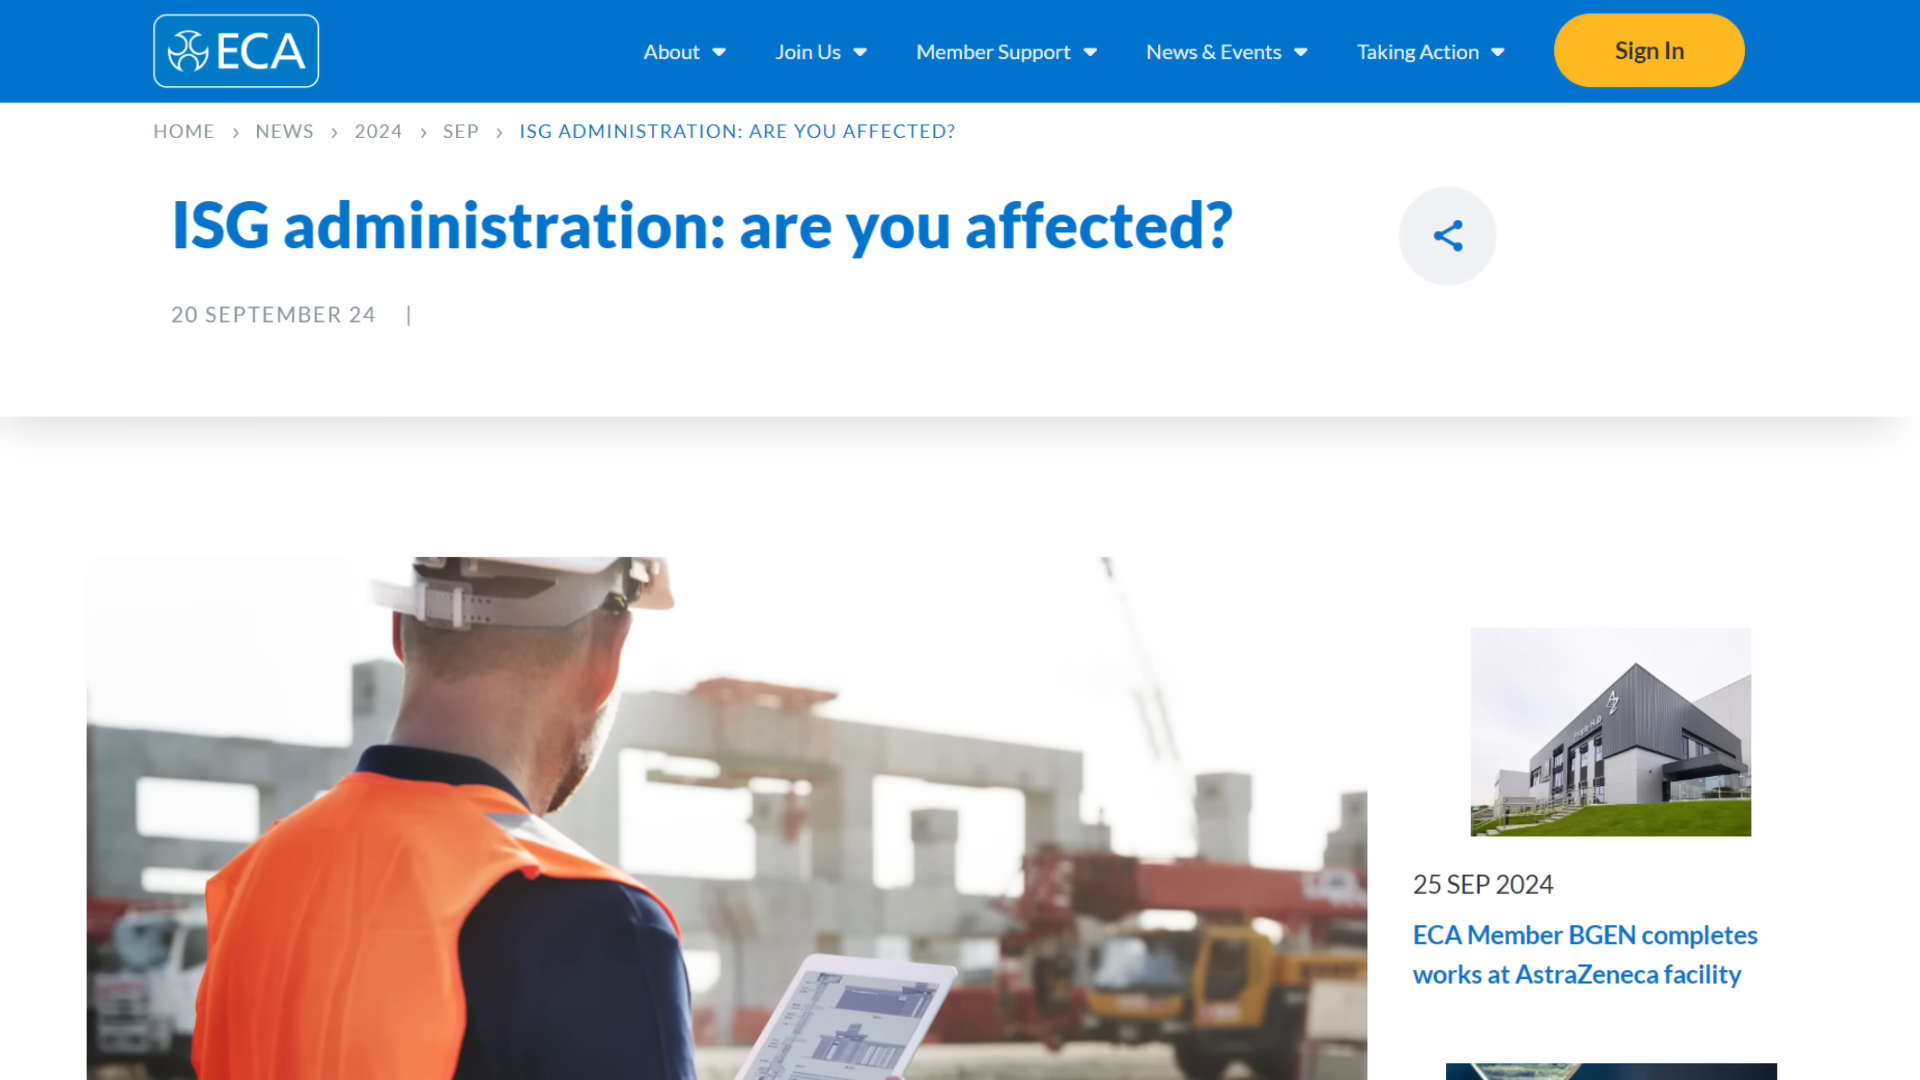 ECA
About
Join Us
Member Support
News & Events
Taking Action
Sign In
HOME › NEWS › 2024 › SEP › ISG ADMINISTRATION: ARE YOU AFFECTED?
ISG administration: are you affected?
20 SEPTEMBER 24 |
25 SEP 2024
ECA Member BGEN completes
works at AstraZeneca facility